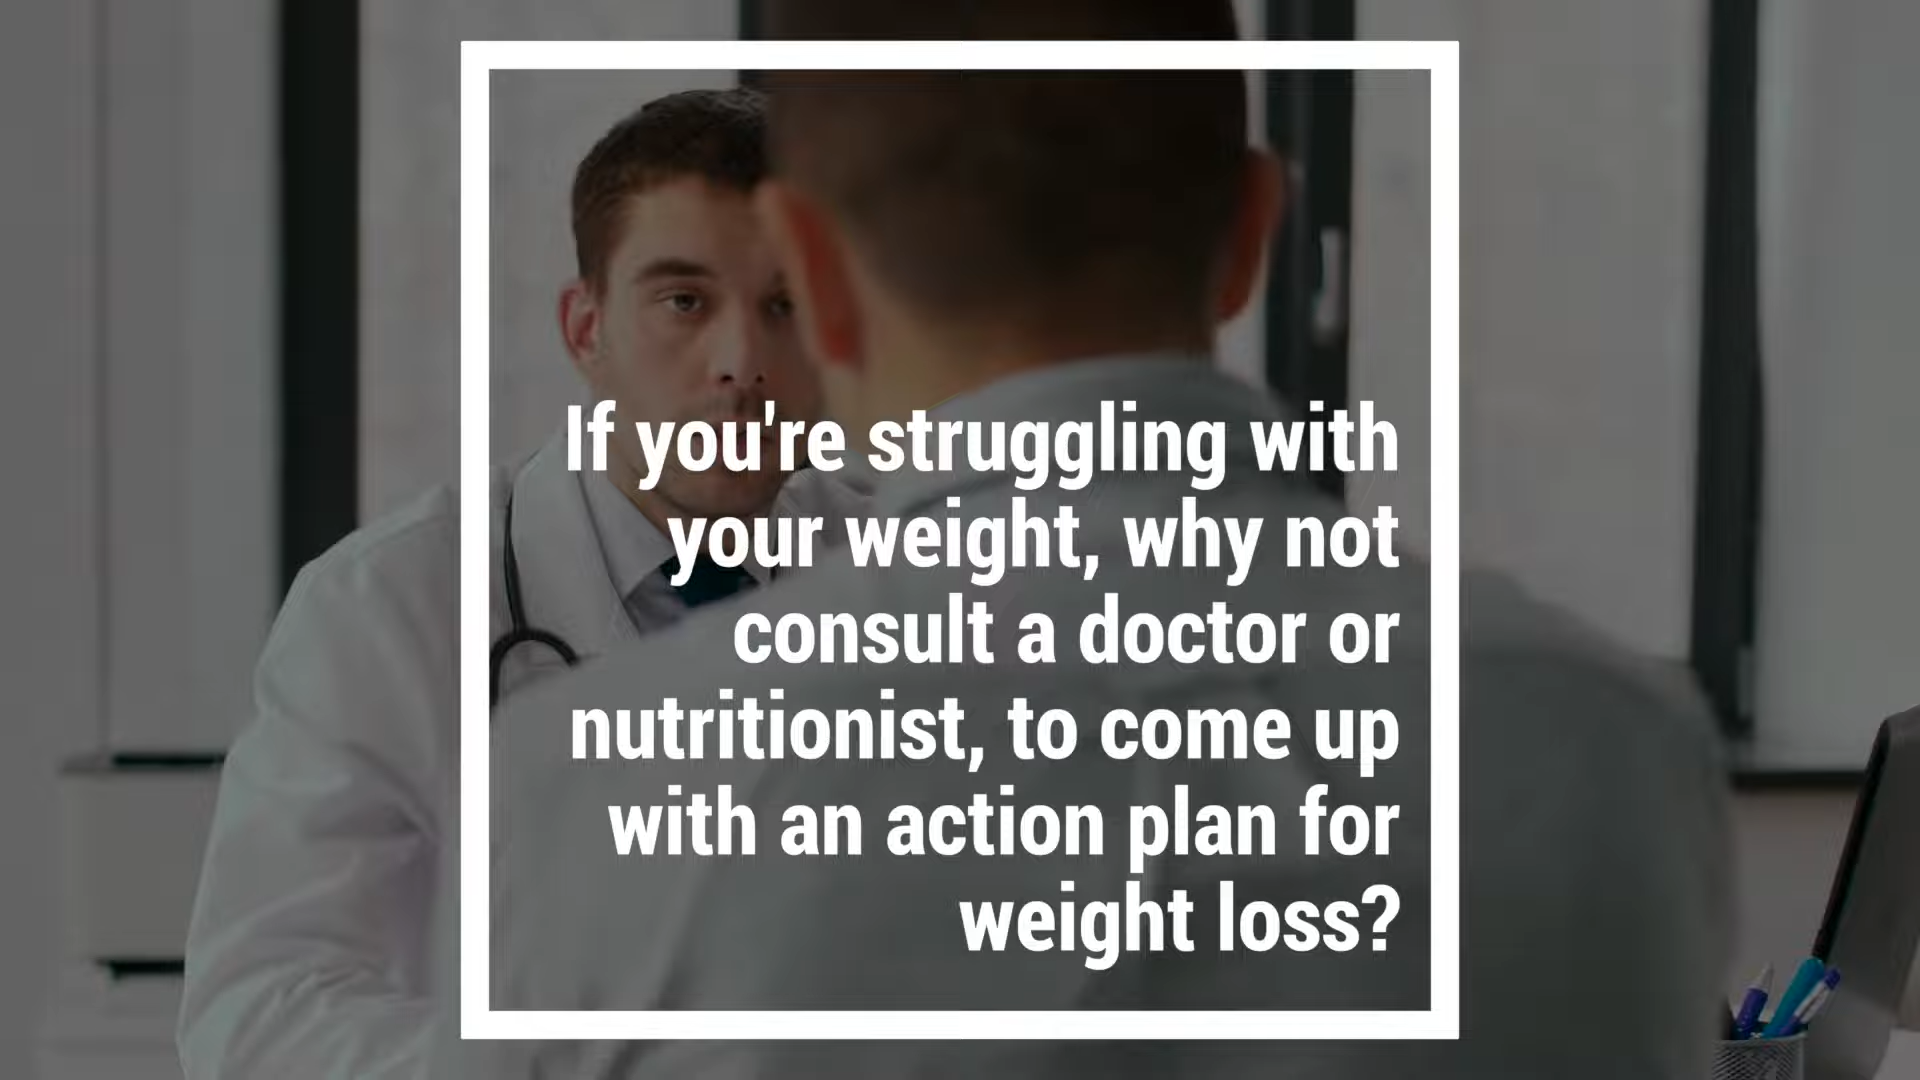 If you're struggling with
your weight, why not
consult a doctor or
nutritionist, to come up
with an action plan for
weight loss?